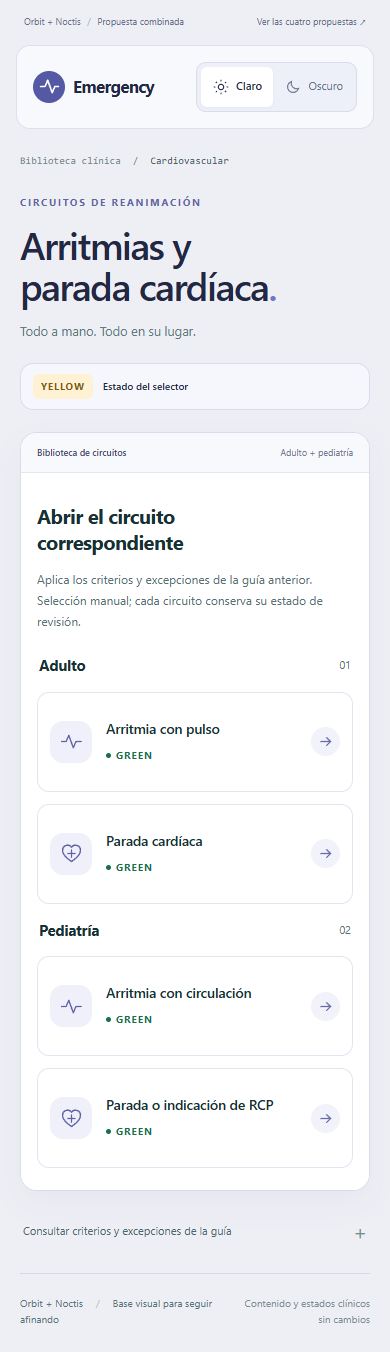 Orbit + Noctis / Propuesta combinada Ver las cuatro propuestas ↗
Emergency Claro Oscuro
Biblioteca clínica / Cardiovascular
CIRCUITOS DE REANIMACIÓN
Arritmias y
parada cardíaca.
Todo a mano. Todo en su lugar.
YELLOW Estado del selector
Biblioteca de circuitos Adulto + pediatría
Abrir el circuito
correspondiente
Aplica los criterios y excepciones de la guía anterior.
Selección manual; cada circuito conserva su estado de
revisión.
Adulto 01
Arritmia con pulso
GREEN
Parada cardíaca
GREEN
Pediatría 02
Arritmia con circulación
GREEN
Parada o indicación de RCP
GREEN
Consultar criterios y excepciones de la guía +
Orbit + Noctis / Base visual para seguir
afinando
Contenido y estados clínicos
sin cambios